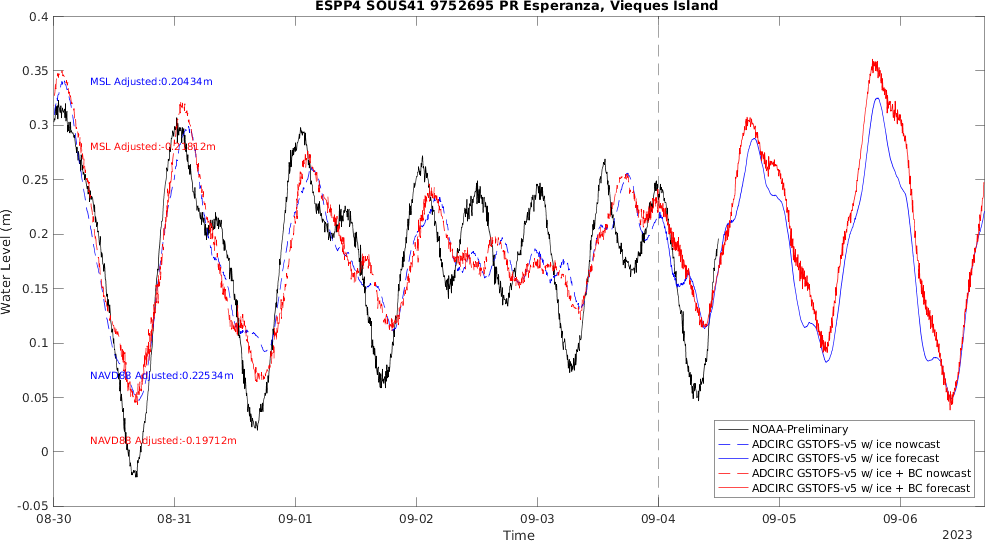 ESPP4 SOUS41 9752695 PR Esperanza, Vieques Island
0.4
0.35
0.3
0.25
0.2
0.15
0.1
0.05
0
-0.05
Water Level (m)
MSL Adjusted:0.20434m
MSL Adjusted:-0.21812m
NAVD88 Adjusted:0.22534m
NAVD88 Adjusted:-0.19712m
NOAA-Preliminary
ADCIRC GSTOFS-v5 w/ ice nowcast
ADCIRC GSTOFS-v5 w/ ice forecast
ADCIRC GSTOFS-v5 w/ ice + BC nowcast
ADCIRC GSTOFS-v5 w/ ice + BC forecast
08-30 08-31 09-01 09-02 09-03 09-04 09-05 09-06
Time
2023